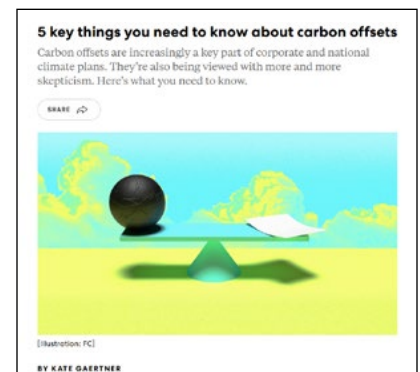 5 key things you need to know about carbon offsets
Carbon offsets are increasingly a key part of corporate and national
climate plans. They're also being viewed with more and more
skepticism. Here's what you need to know.
SHARE
[Illustration: FC]
BY KATE GAERTNER